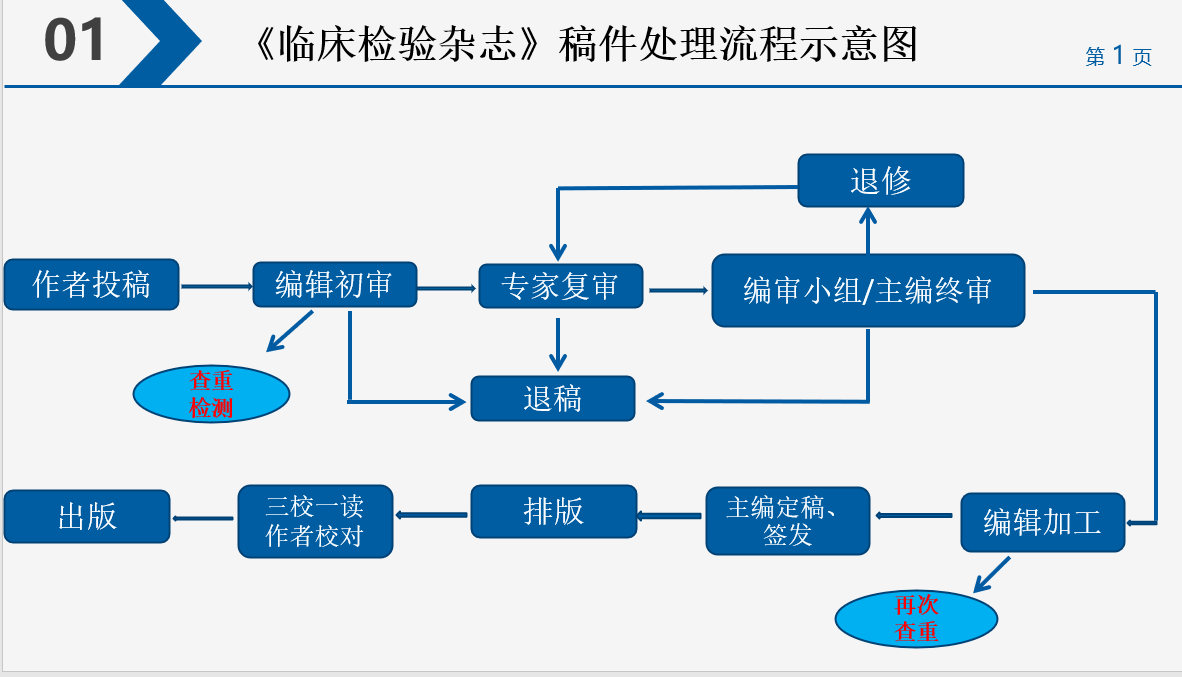 01
《临床检验杂志》稿件处理流程示意图
第 1 页
退修
作者投稿
编辑初审
专家复审
编审小组/主编终审
查重
检测
退稿
出版
三校一读
作者校对
排版
主编定稿、
签发
编辑加工
再次
查重